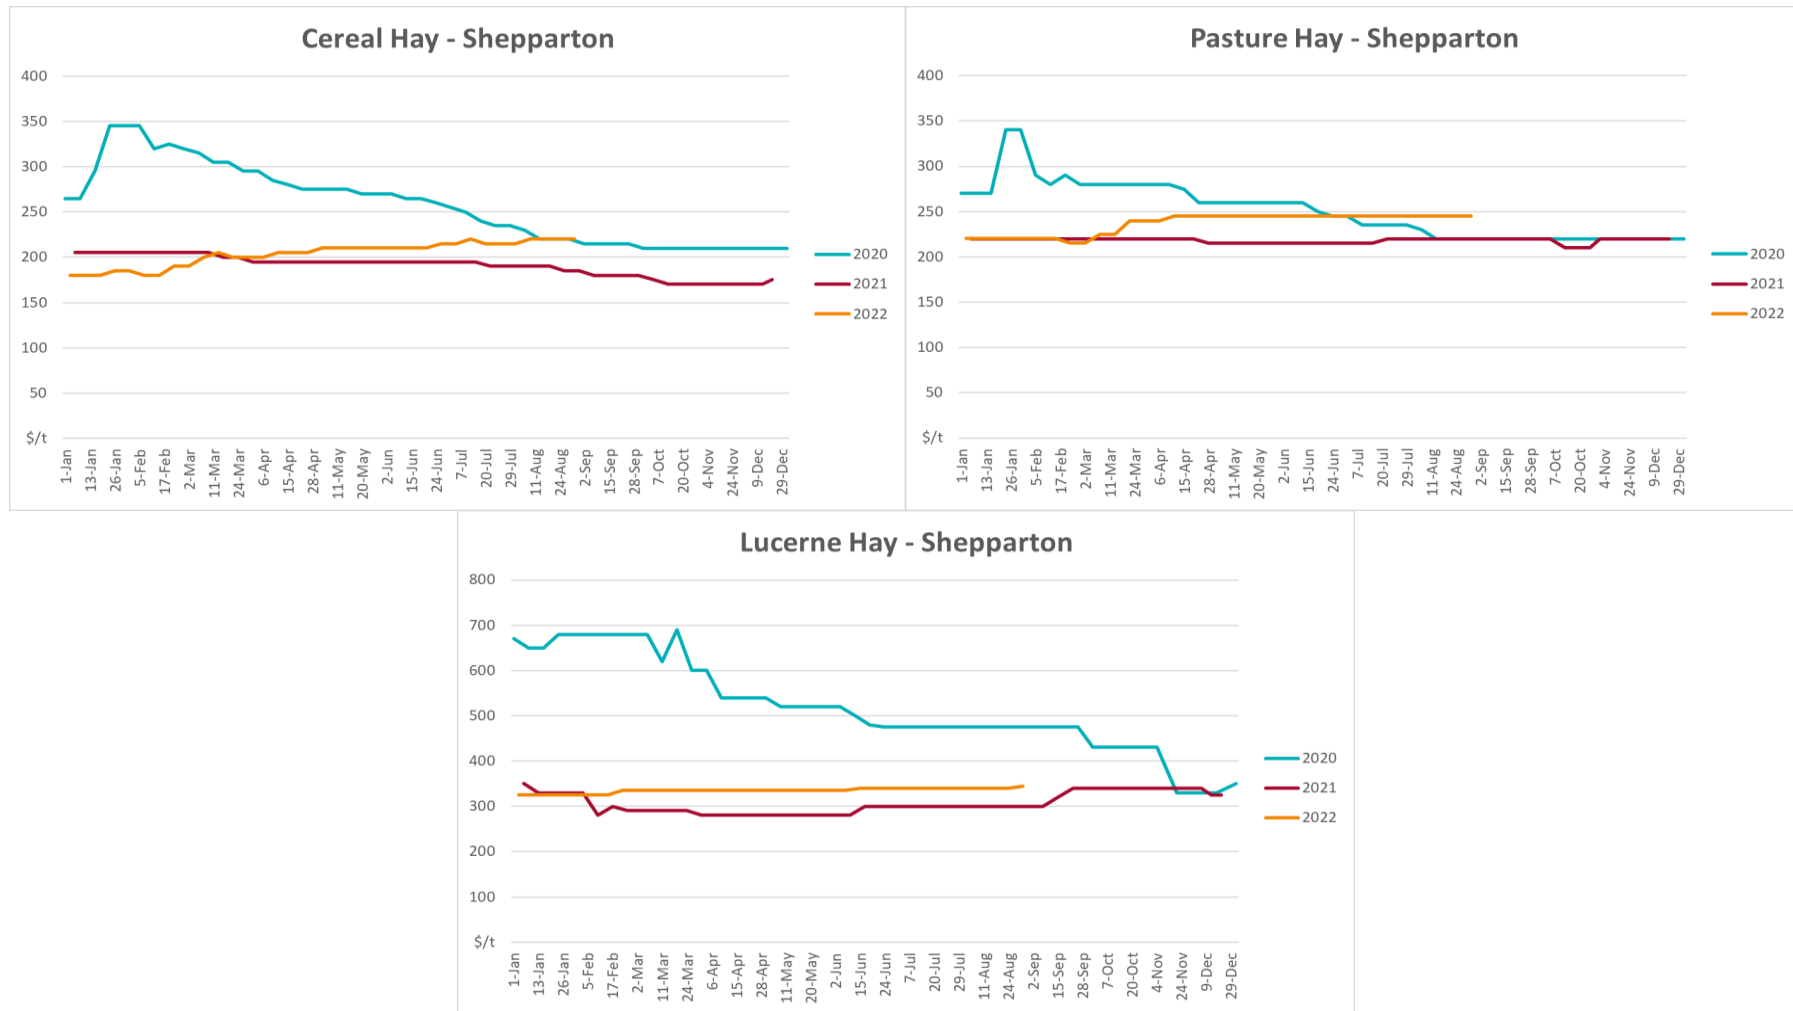 Cereal Hay - Shepparton
400
350
300
250
200
150
100
50
$/t
1-Jan
13-Jan
26-Jan
5-Feb
17-Feb
2-Mar
11-Mar
24-Mar
6-Apr
15-Apr
28-Apr
11-May
20-May
2-Jun
15-Jun
24-Jun
7-Jul
20-Jul
29-Jul
11-Aug
24-Aug
2-Sep
15-Sep
28-Sep
7-Oct
20-Oct
4-Nov
24-Nov
9-Dec
29-Dec
2020
2021
2022
Pasture Hay - Shepparton
400
350
300
250
200
150
100
50
$/t
1-Jan
13-Jan
26-Jan
5-Feb
17-Feb
2-Mar
11-Mar
24-Mar
6-Apr
15-Apr
28-Apr
11-May
20-May
2-Jun
15-Jun
24-Jun
7-Jul
20-Jul
29-Jul
11-Aug
24-Aug
2-Sep
15-Sep
28-Sep
7-Oct
20-Oct
4-Nov
24-Nov
9-Dec
29-Dec
2020
2021
2022
Lucerne Hay - Shepparton
800
700
600
500
400
300
200
100
$/t
1-Jan
13-Jan
26-Jan
5-Feb
17-Feb
2-Mar
11-Mar
24-Mar
6-Apr
15-Apr
28-Apr
11-May
20-May
2-Jun
15-Jun
24-Jun
7-Jul
20-Jul
29-Jul
11-Aug
24-Aug
2-Sep
15-Sep
28-Sep
7-Oct
20-Oct
4-Nov
24-Nov
9-Dec
29-Dec
2020
2021
2022